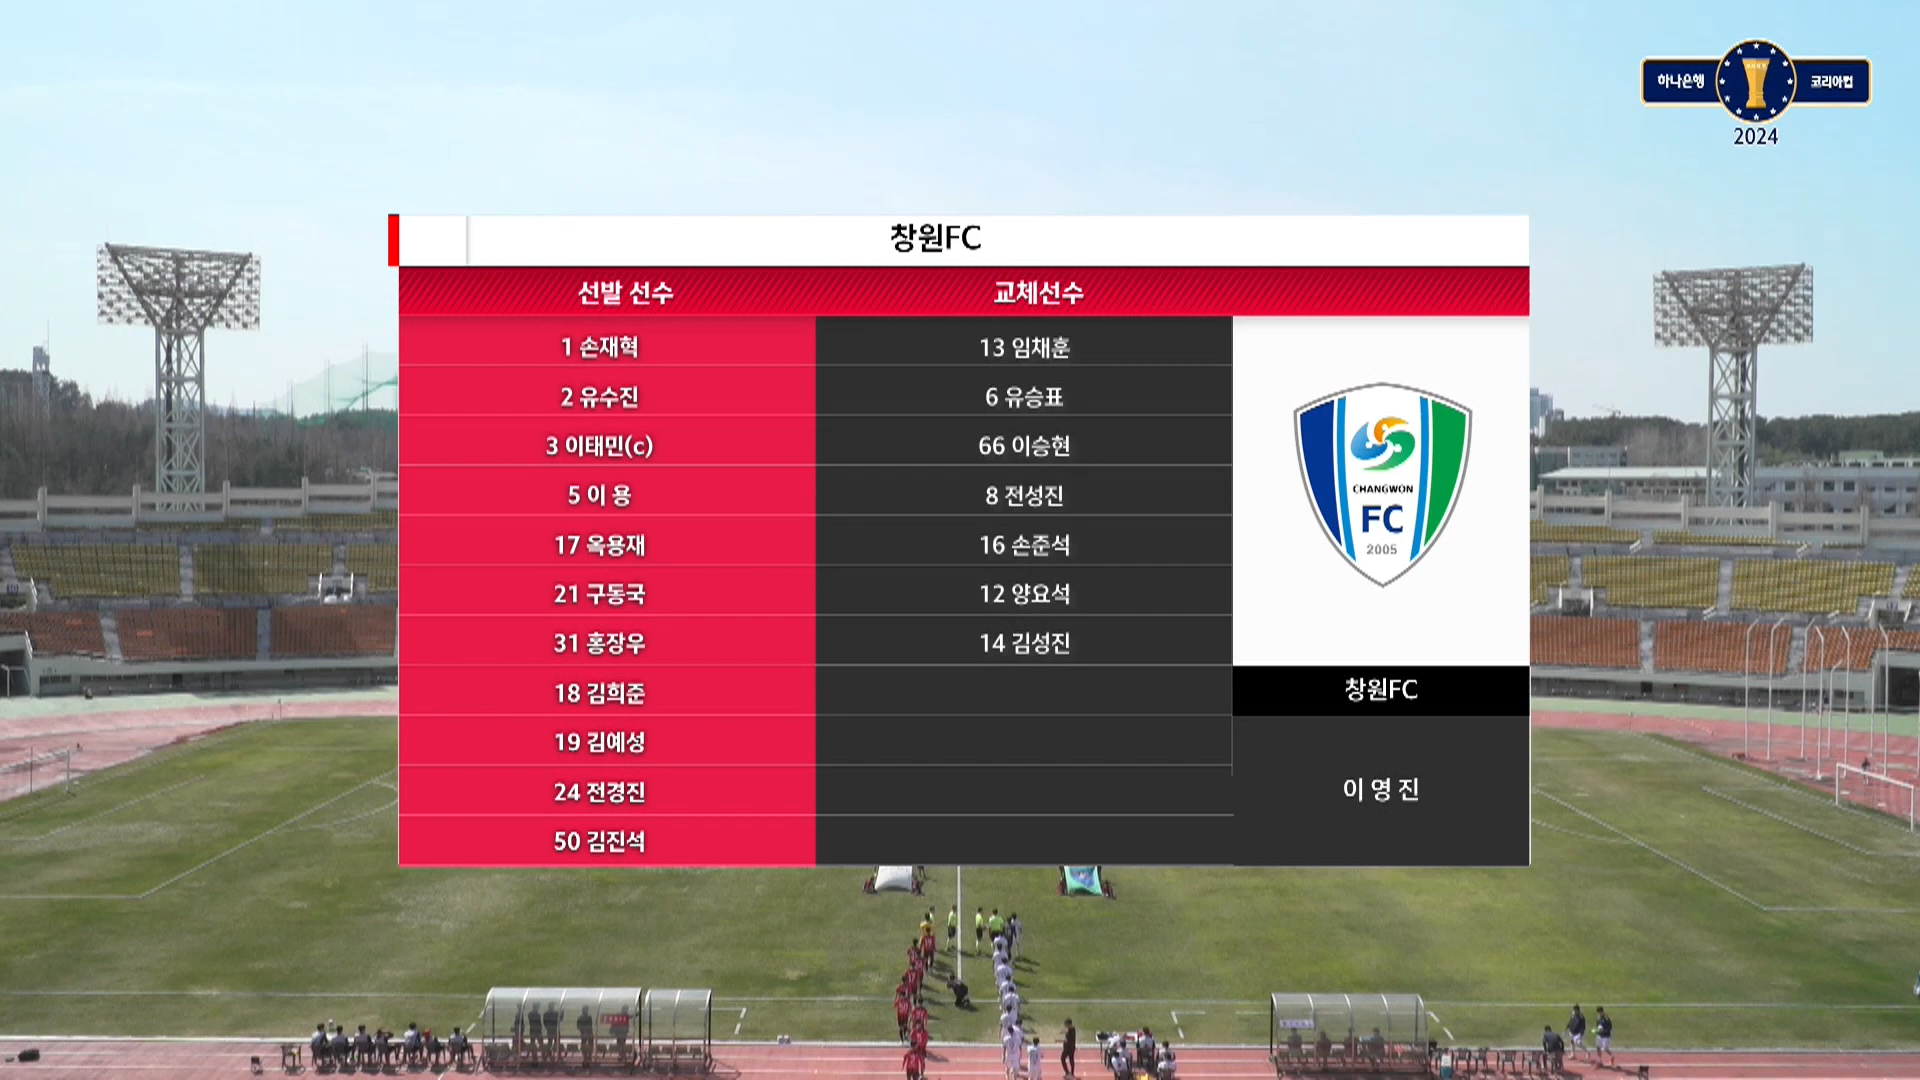 하나은행
코리아컵
2024
창원FC
선발 선수
교체선수
1 손재혁
2 유수진
3 이태민(c)
5 이 용
17 옥용재
21 구동국
31 홍장우
18 김희준
19 김예성
24 전경진
50 김진석
13 임채훈
6 유승표
66 이승현
8 전성진
16 손준석
12 양요석
14 김성진
CHANGWON
FC
2005
창원FC
이 영 진